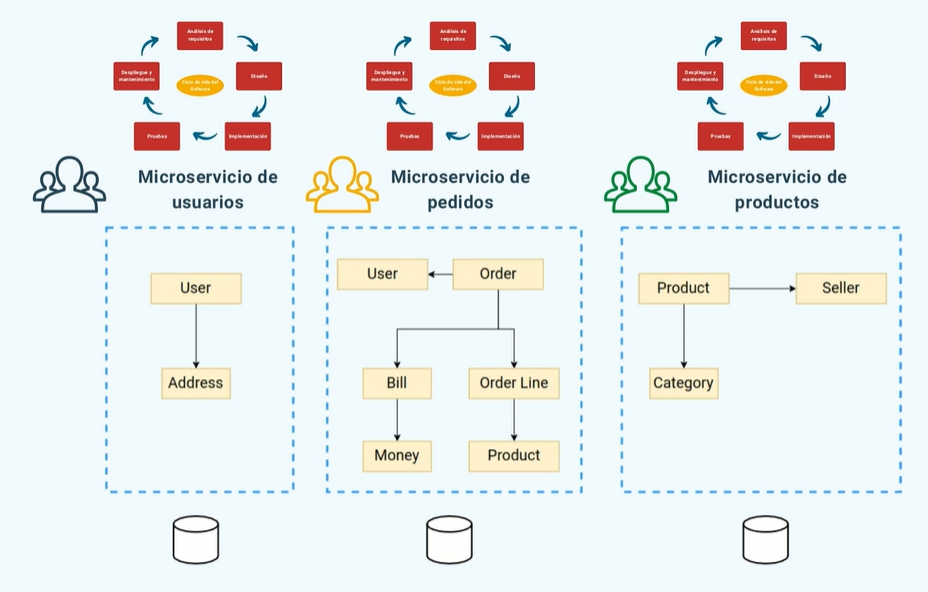 Análisis de
requisitos
Despliegue y
mantenimiento
Ciclo de vida del
Software
Diseño
Pruebas
Implementación
Análisis de
requisitos
Despliegue y
mantenimiento
Ciclo de vida del
Software
Diseño
Pruebas
Implementación
Análisis de
requisitos
Despliegue y
mantenimiento
Ciclo de vida del
Software
Diseño
Pruebas
Implementación
Microservicio de
usuarios
Microservicio de
pedidos
Microservicio de
productos
User
Address
User
Order
Bill
Order Line
Money
Product
Product
Seller
Category